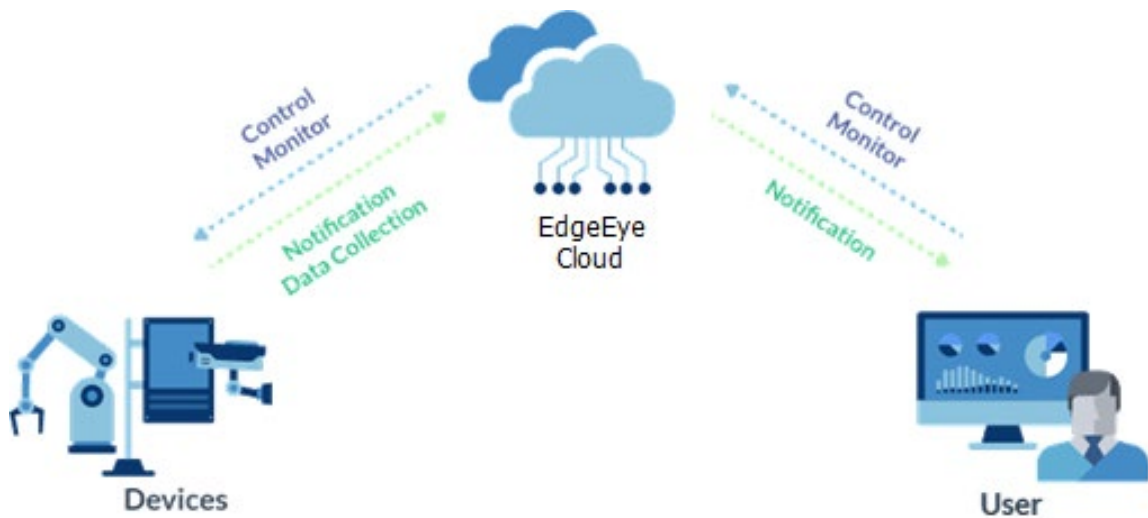 Control
Monitor
Notification
Data Collection
EdgeEye
Cloud
Control
Monitor
Notification
Devices
User